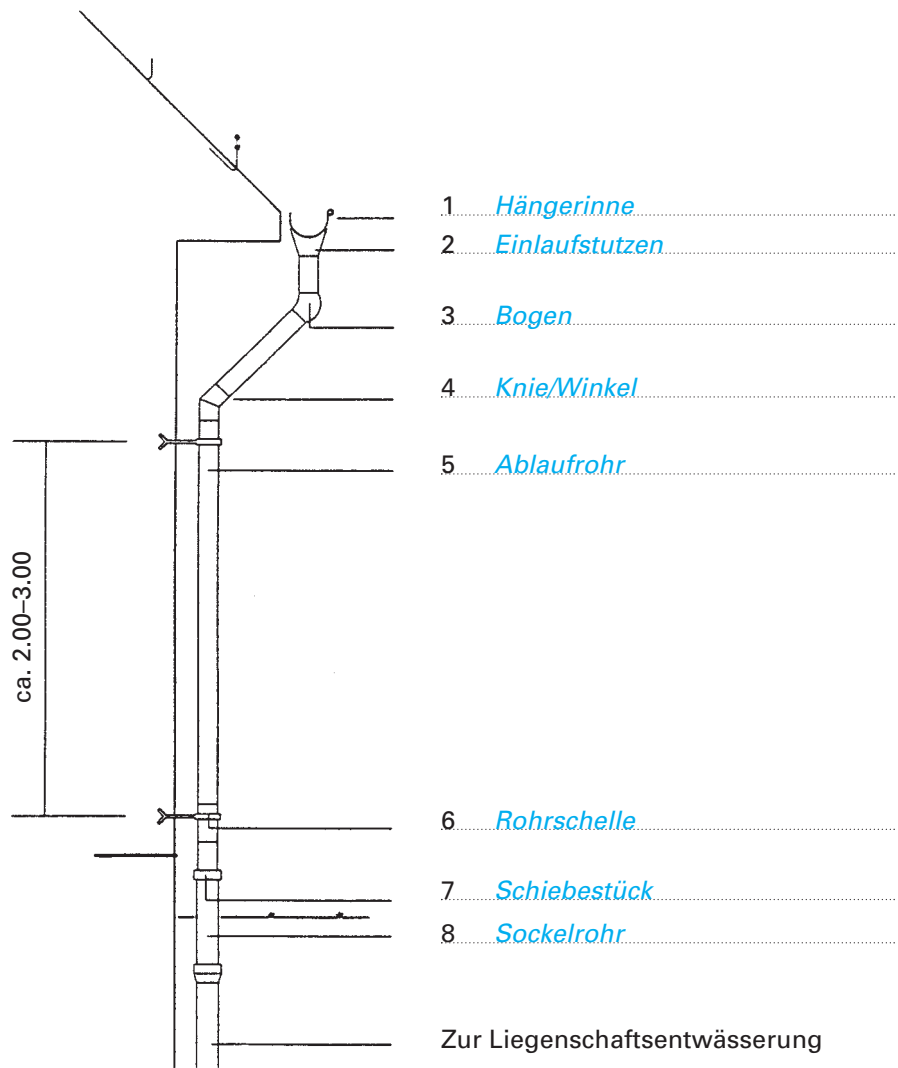 1 Hängerinne
2 Einlaufstutzen
3 Bogen
4 Knie/Winkel
5 Ablaufrohr
ca. 2.00–3.00
6 Rohrschelle
7 Schiebestück
8 Sockelrohr
Zur Liegenschaftsentwässerung